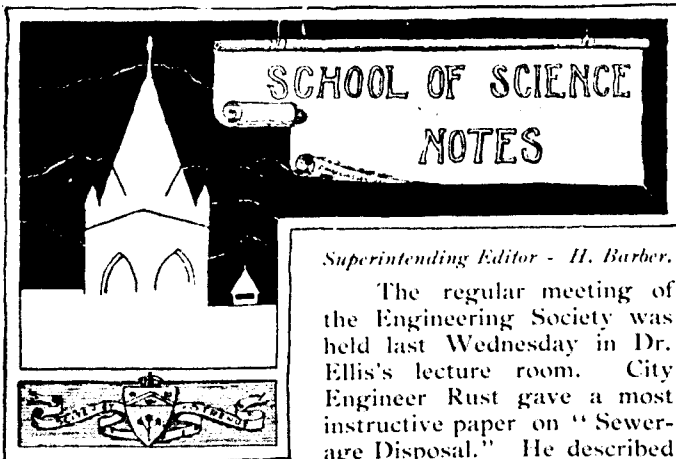 SCHOOL OF SCIENCE
NOTES
Superintending Editor - H. Barber.
The regular meeting of
the Engineering Society was
held last Wednesday in Dr.
Ellis's lecture room. City
Engineer Rust gave a most
instructive paper on "Sewer-
age Disposal." He described